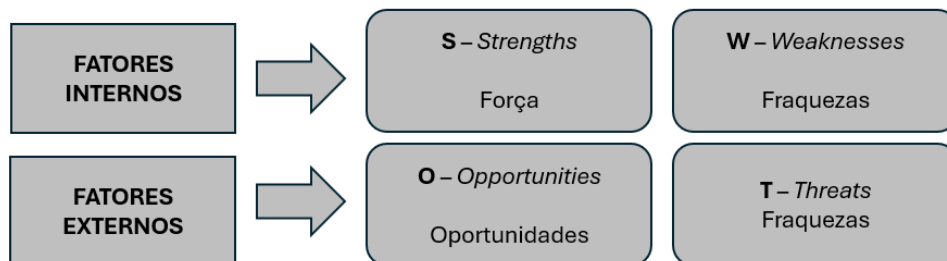 FATORES
INTERNOS
S – Strengths
Força
W – Weaknesses
Fraquezas
FATORES
EXTERNOS
O – Opportunities
Oportunidades
T – Threats
Fraquezas